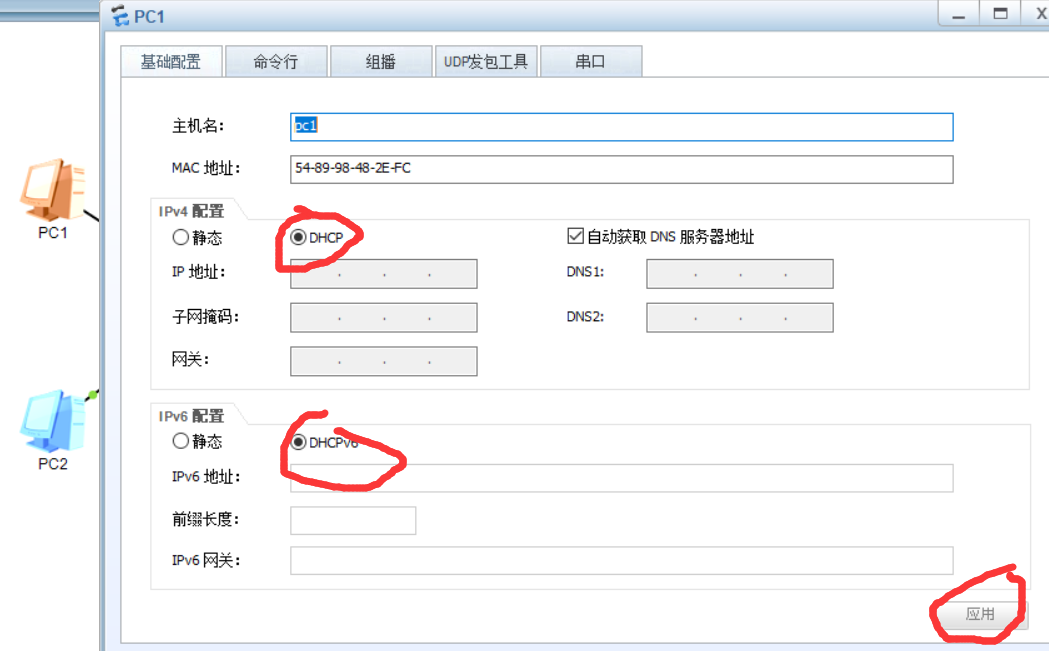 PC1
基础配置 命令行 组播 UDP发包工具 串口
主机名: pc1
MAC 地址: 54-89-98-48-2E-FC
IPv4 配置
静态 DHCP 自动获取 DNS 服务器地址
IP 地址: . . . DNS1: . . .
子网掩码: . . . DNS2: . . .
网关: . . .
IPv6 配置
静态 DHCPv6
IPv6 地址:
前缀长度:
IPv6 网关:
应用
PC1
PC2